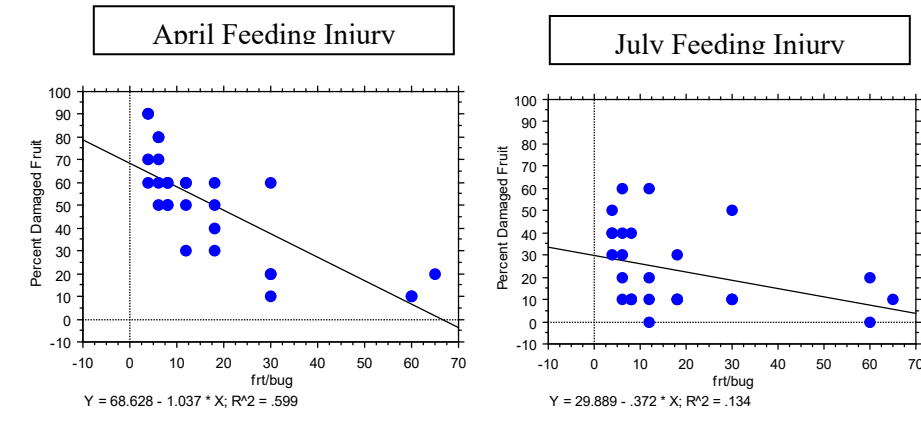 April Feeding Injury
July Feeding Injury
Percent Damaged Fruit
100
90
80
70
60
50
40
30
20
10
0
-10
-10 0 10 20 30 40 50 60 70
frt/bug
Y = 68.628 - 1.037 * X; R^2 = .599
Percent Damaged Fruit
100
90
80
70
60
50
40
30
20
10
0
-10
-10 0 10 20 30 40 50 60 70
frt/bug
Y = 29.889 - .372 * X; R^2 = .134